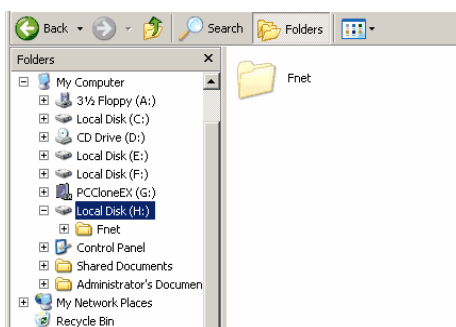 Back Search Folders
Folders x
Fnet
My Computer
3½ Floppy (A:)
Local Disk (C:)
CD Drive (D:)
Local Disk (E:)
Local Disk (F:)
PCCloneEX (G:)
Local Disk (H:)
Fnet
Control Panel
Shared Documents
Administrator's Documen
My Network Places
Recycle Bin